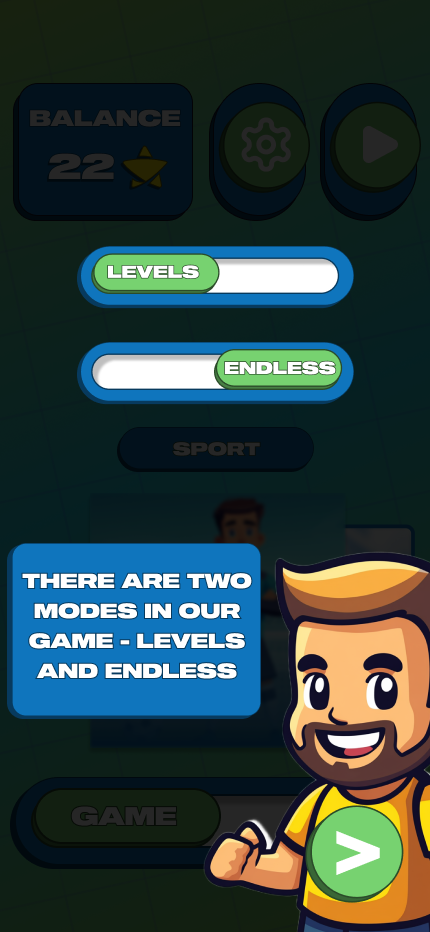 BALANCE
22
LEVELS
ENDLESS
SPORT
THERE ARE TWO
MODES IN OUR
GAME - LEVELS
AND ENDLESS
GAME
>